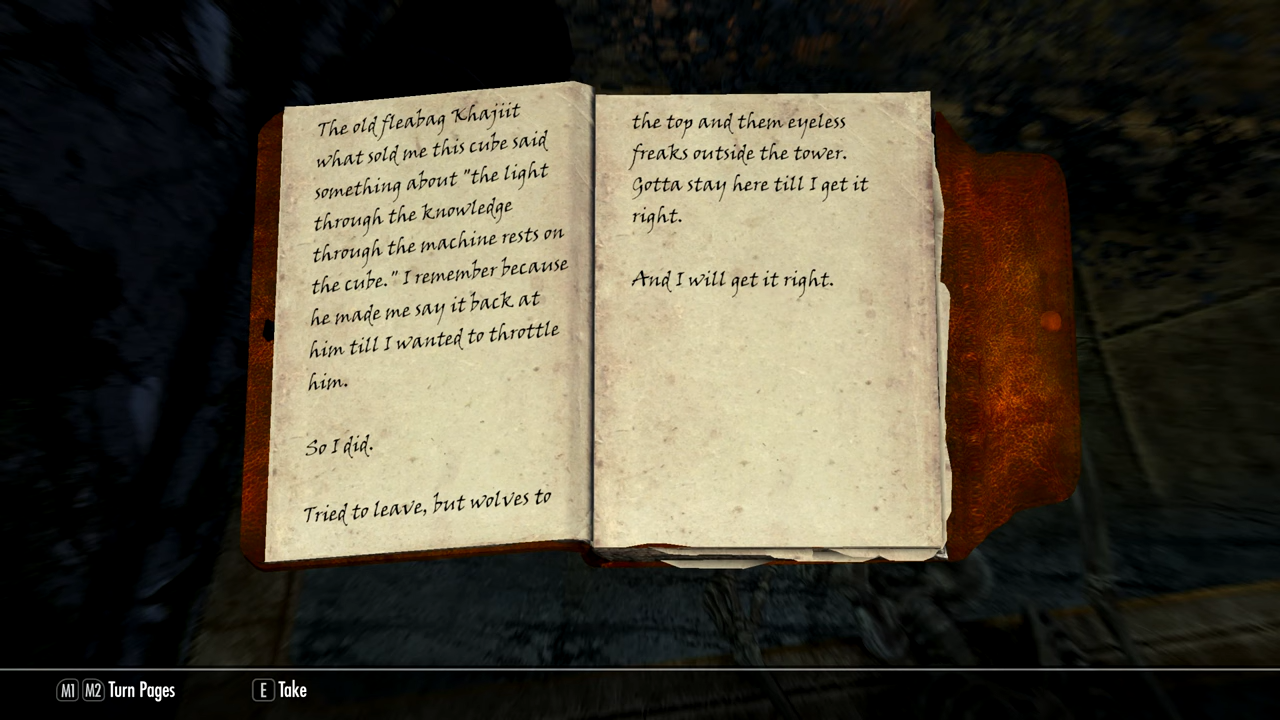 The old fleabag Khajiit
what sold me this cube said
something about "the light
through the knowledge
through the machine rests on
the cube." I remember because
he made me say it back at
him till I wanted to throttle
him.
So I did.
Tried to leave, but wolves to
the top and them eyeless
freaks outside the tower.
Gotta stay here till I get it
right.
And I will get it right.
M1 M2 Turn Pages
E Take